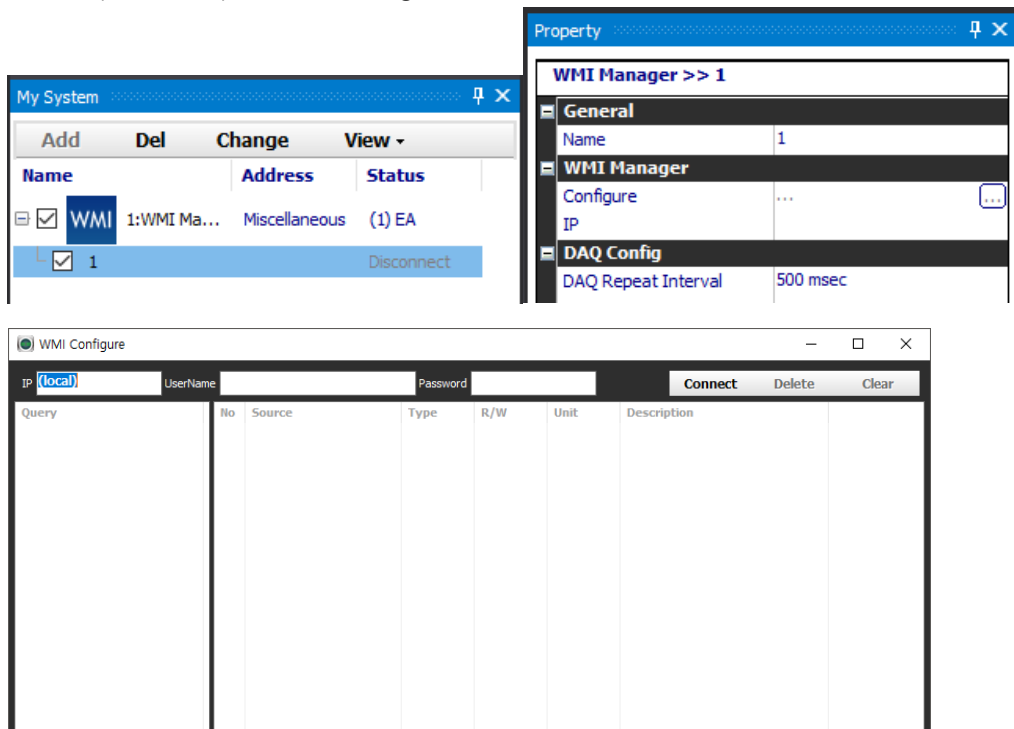 Property
WMI Manager >> 1
General
Name 1
WMI Manager
Configure ... ...
IP
DAQ Config
DAQ Repeat Interval 500 msec
My System
Add Del Change View
Name Address Status
WMI 1:WMI Ma... Miscellaneous (1) EA
1 Disconnect
WMI Configure
IP (local) UserName Password Connect Delete Clear
Query No Source Type R/W Unit Description